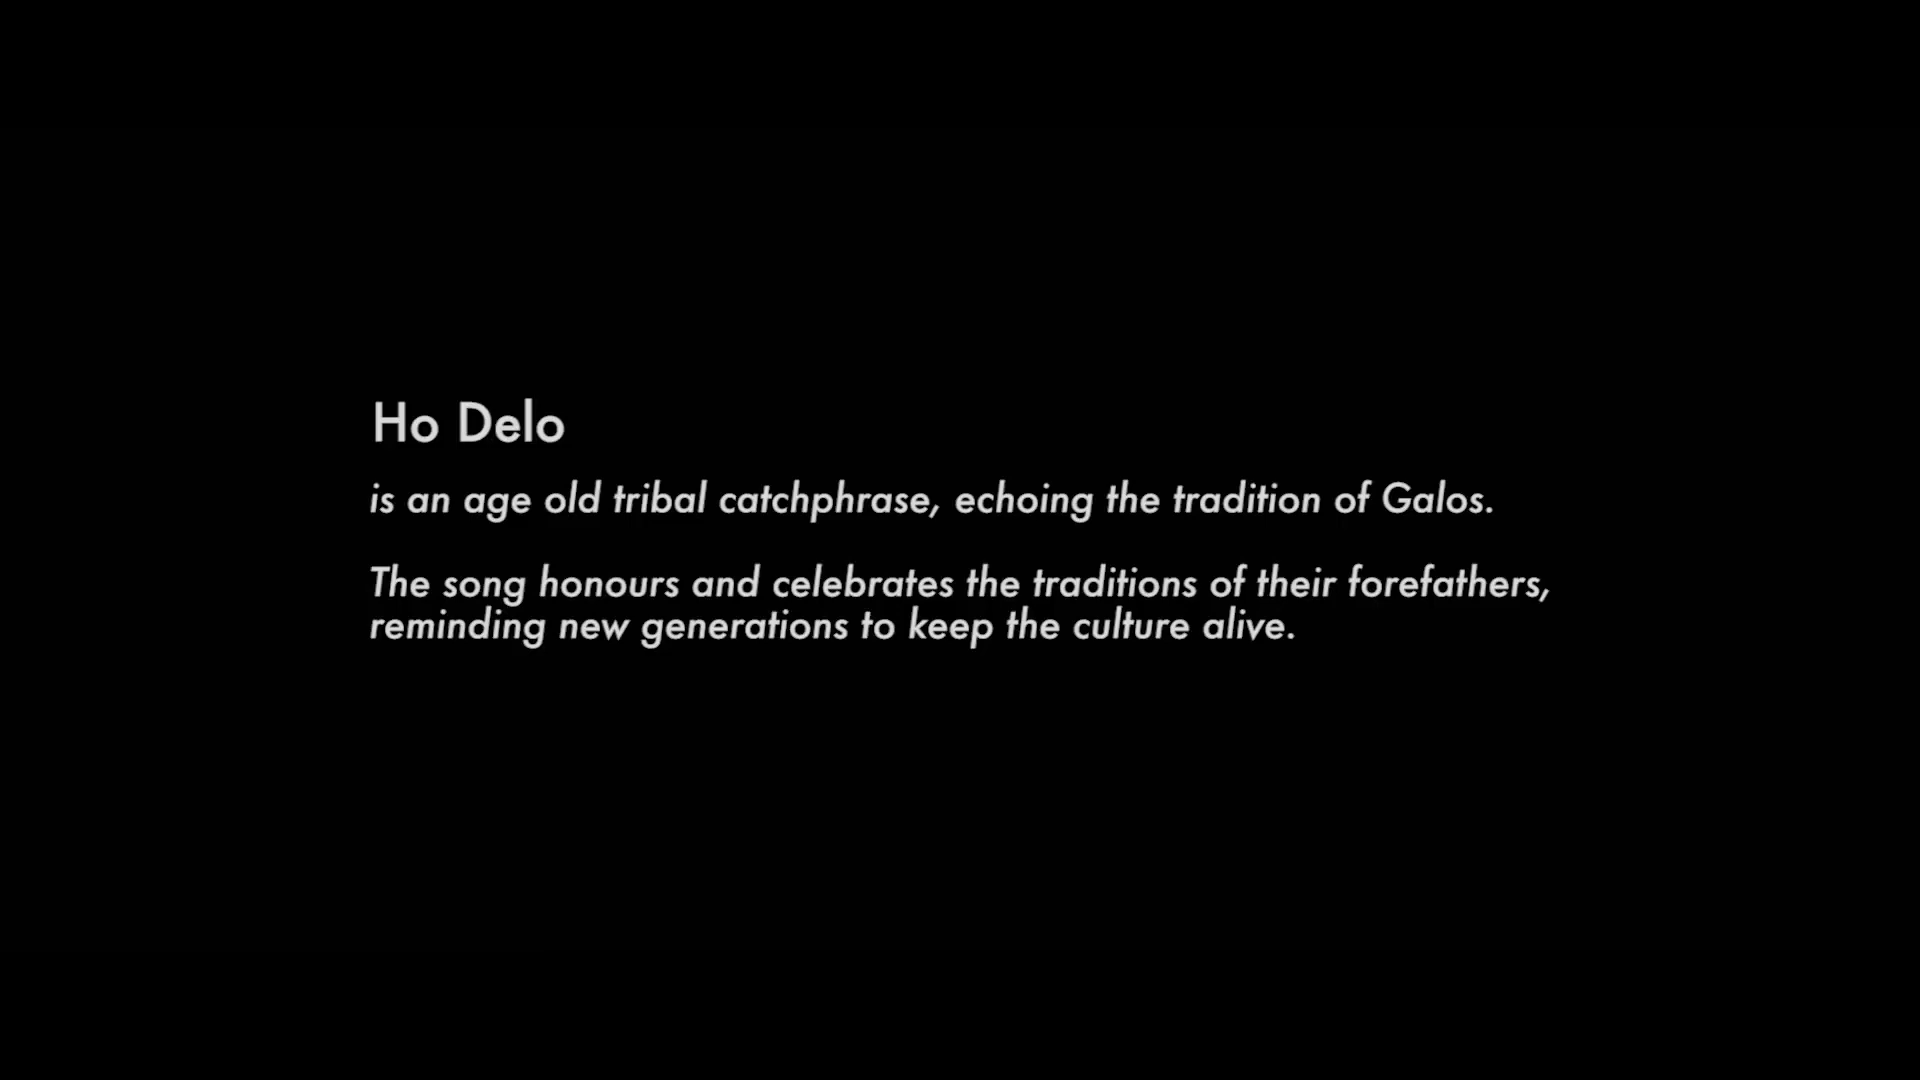 Ho Delo
is an age old tribal catchphrase, echoing the tradition of Galos.
The song honours and celebrates the traditions of their forefathers,
reminding new generations to keep the culture alive.